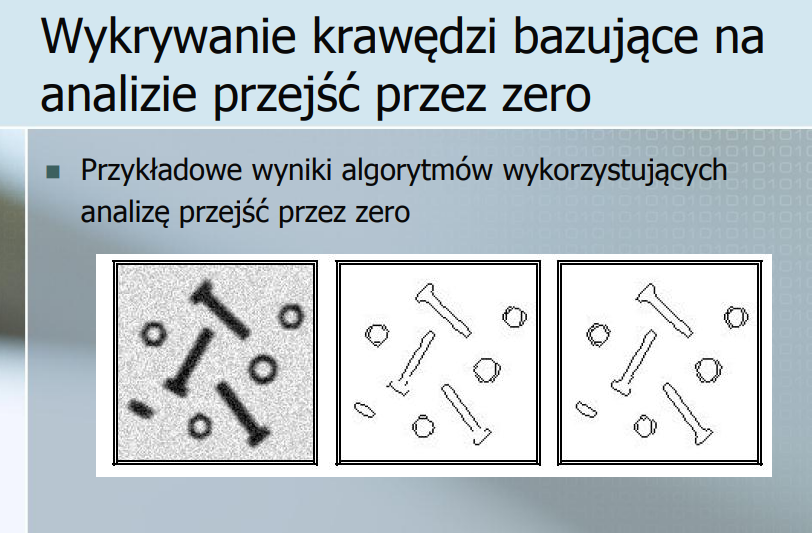 Wykrywanie krawędzi bazujące na
analizie przejść przez zero
Przykładowe wyniki algorytmów wykorzystujących
analizę przejść przez zero